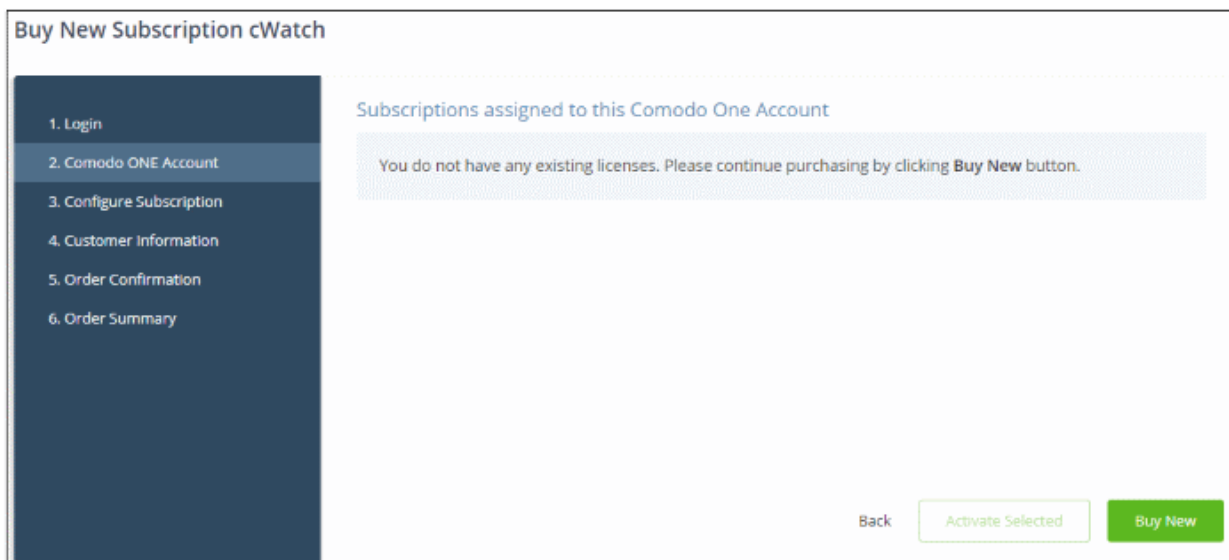 Buy New Subscription cWatch
1. Login
2. Comodo ONE Account
3. Configure Subscription
4. Customer Information
5. Order Confirmation
6. Order Summary
Subscriptions assigned to this Comodo One Account
You do not have any existing licenses. Please continue purchasing by clicking Buy New button.
Back
Activate Selected
Buy New